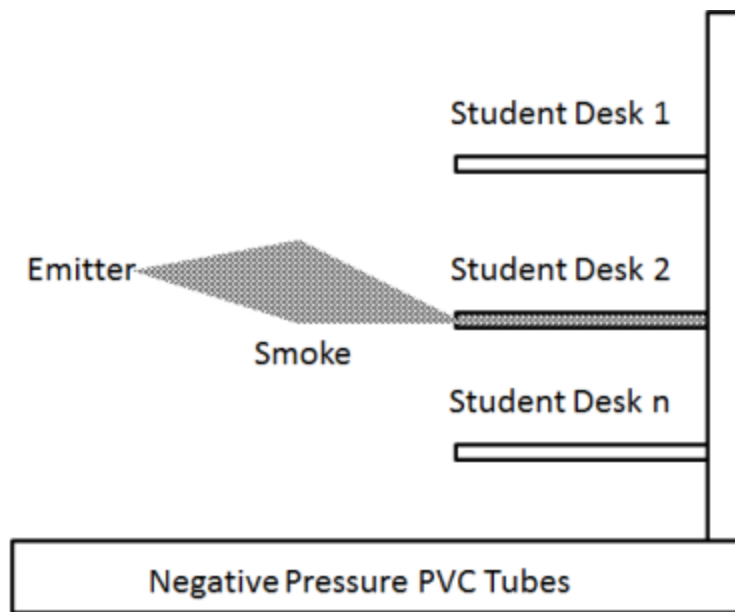 Student Desk 1
Emitter
Student Desk 2
Smoke
Student Desk n
Negative Pressure PVC Tubes